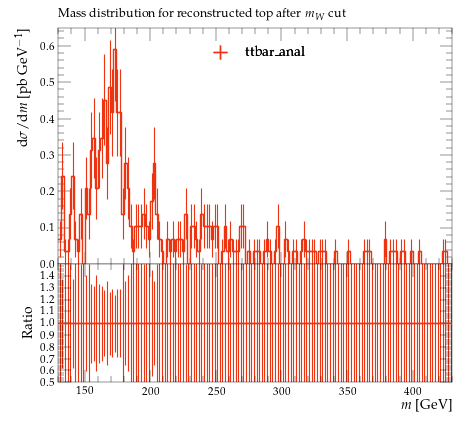 Mass distribution for reconstructed top after m_W cut
dσ/dm [pb GeV⁻¹]
ttbar_anal
0.6
0.5
0.4
0.3
0.2
0.1
0.0
Ratio
1.4
1.3
1.2
1.1
1.0
0.9
0.8
0.7
0.6
0.5
150 200 250 300 350 400
m [GeV]